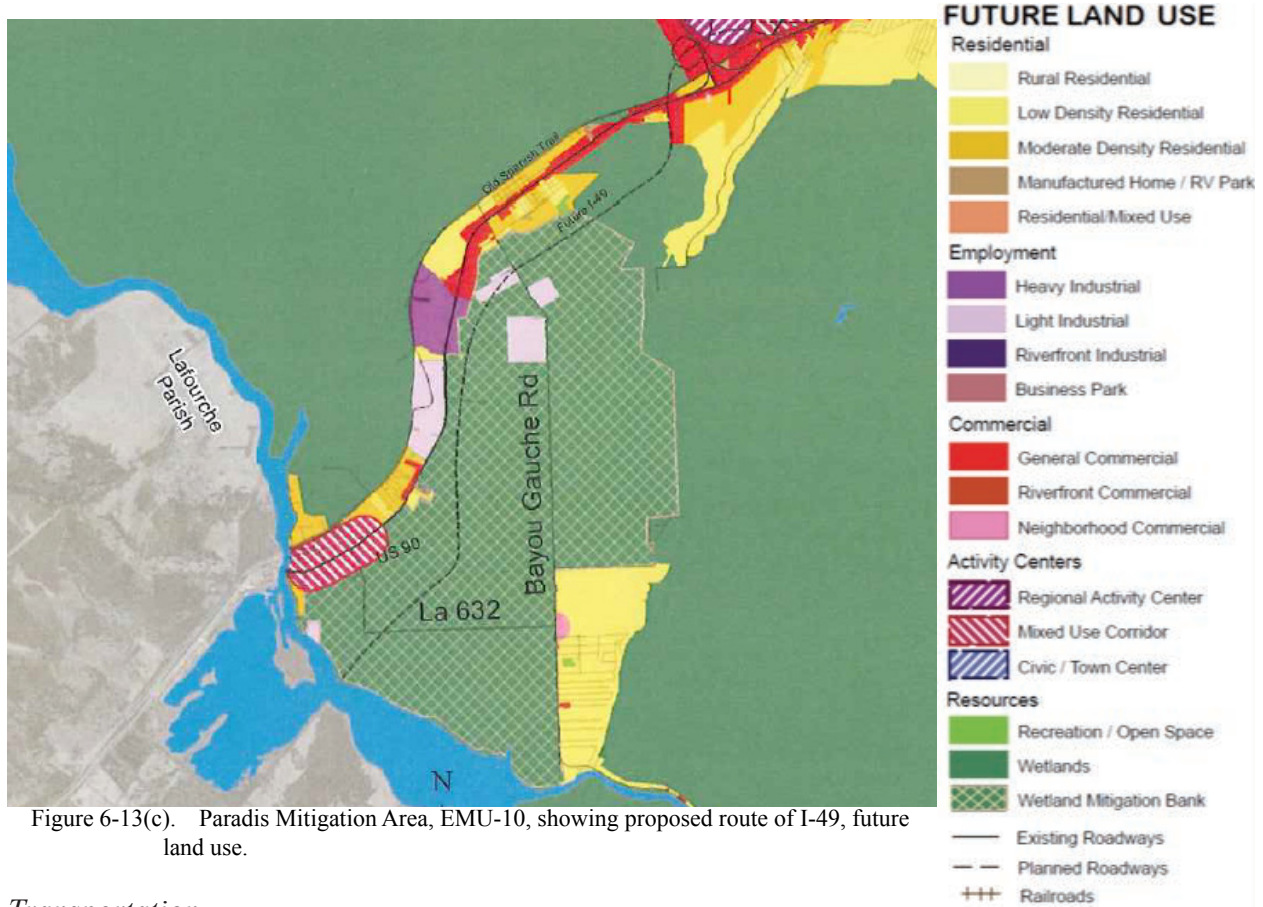 FUTURE LAND USE
Residential
Rural Residential
Low Density Residential
Moderate Density Residential
Manufactured Home / RV Park
Residential/Mixed Use
Employment
Heavy Industrial
Light Industrial
Riverfront Industrial
Business Park
Commercial
General Commercial
Riverfront Commercial
Neighborhood Commercial
Activity Centers
Regional Activity Center
Mixed Use Corridor
Civic / Town Center
Resources
Recreation / Open Space
Wetlands
Wetland Mitigation Bank
Existing Roadways
Planned Roadways
Railroads
Old Spanish Trail
Future I-49
Lafourche
Parish
Bayou Gauche Rd
US 90
La 632
N
Figure 6-13(c). Paradis Mitigation Area, EMU-10, showing proposed route of I-49, future
land use.
Transportation